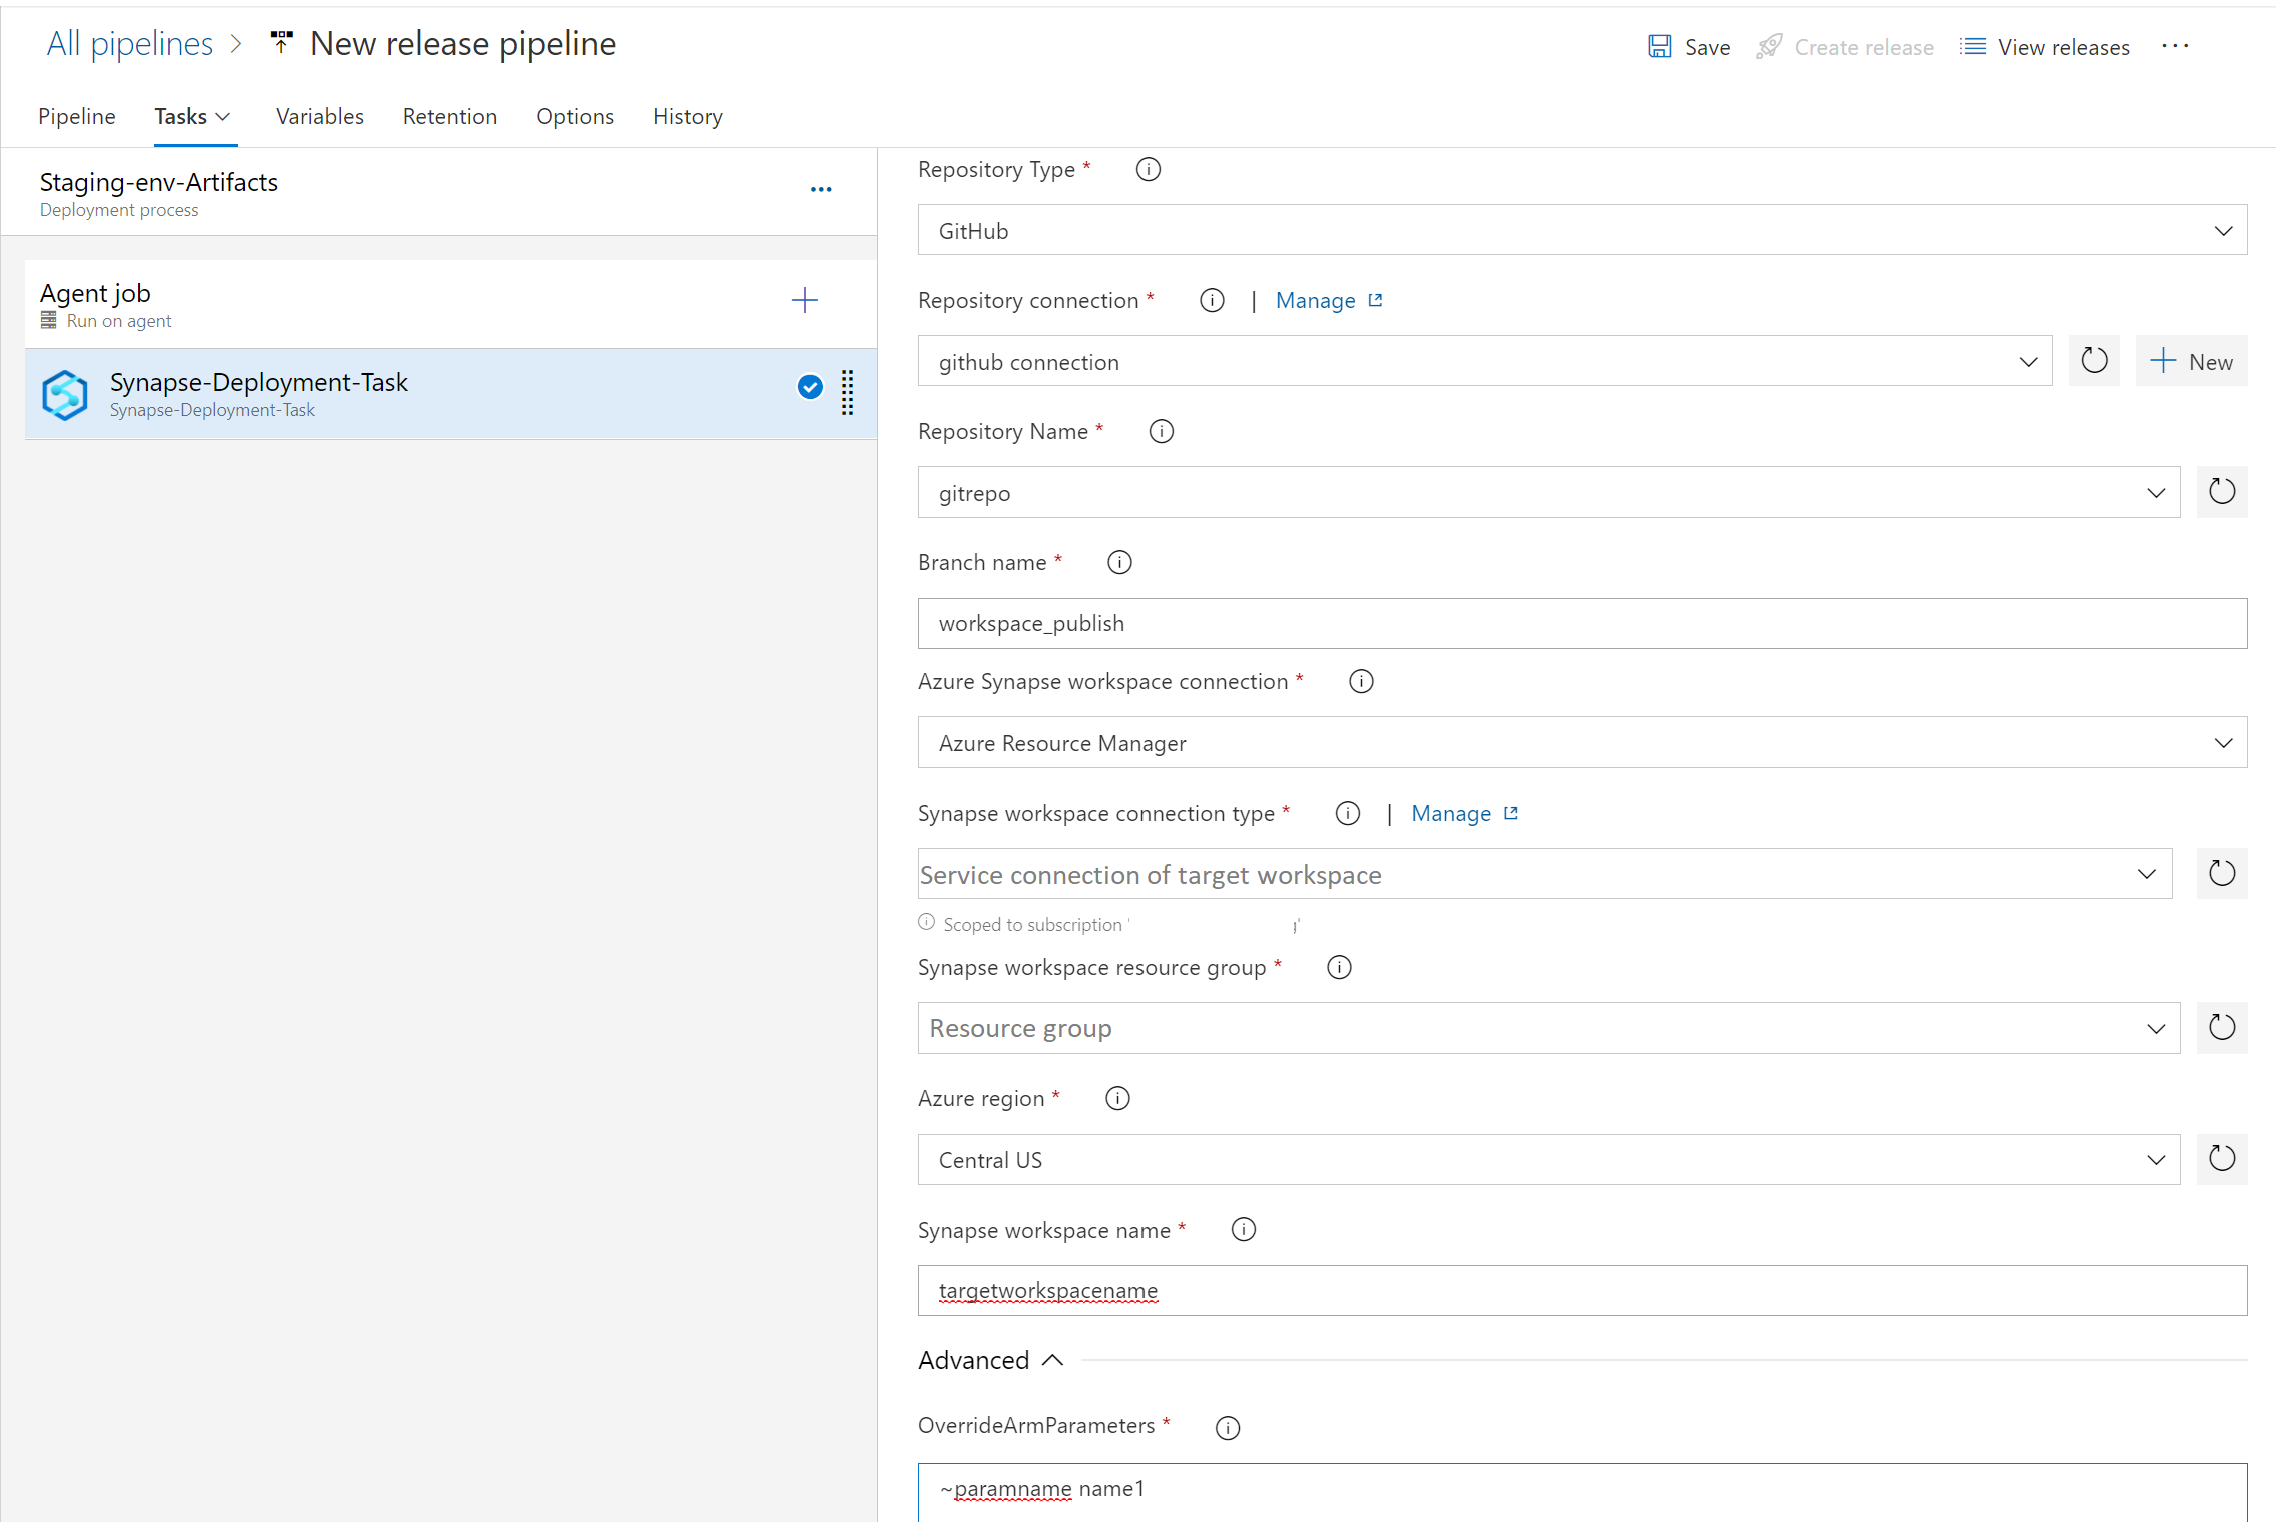 All pipelines > New release pipeline
Save Create release View releases ...
Pipeline Tasks Variables Retention Options History
Staging-env-Artifacts
Deployment process
Agent job
Run on agent
Synapse-Deployment-Task
Synapse-Deployment-Task
Repository Type *
GitHub
Repository connection * | Manage
github connection
New
Repository Name *
gitrepo
Branch name *
workspace_publish
Azure Synapse workspace connection *
Azure Resource Manager
Synapse workspace connection type * | Manage
Service connection of target workspace
Scoped to subscription '
Synapse workspace resource group *
Resource group
Azure region *
Central US
Synapse workspace name *
targetworkspacename
Advanced
OverrideArmParameters *
~paramname name1